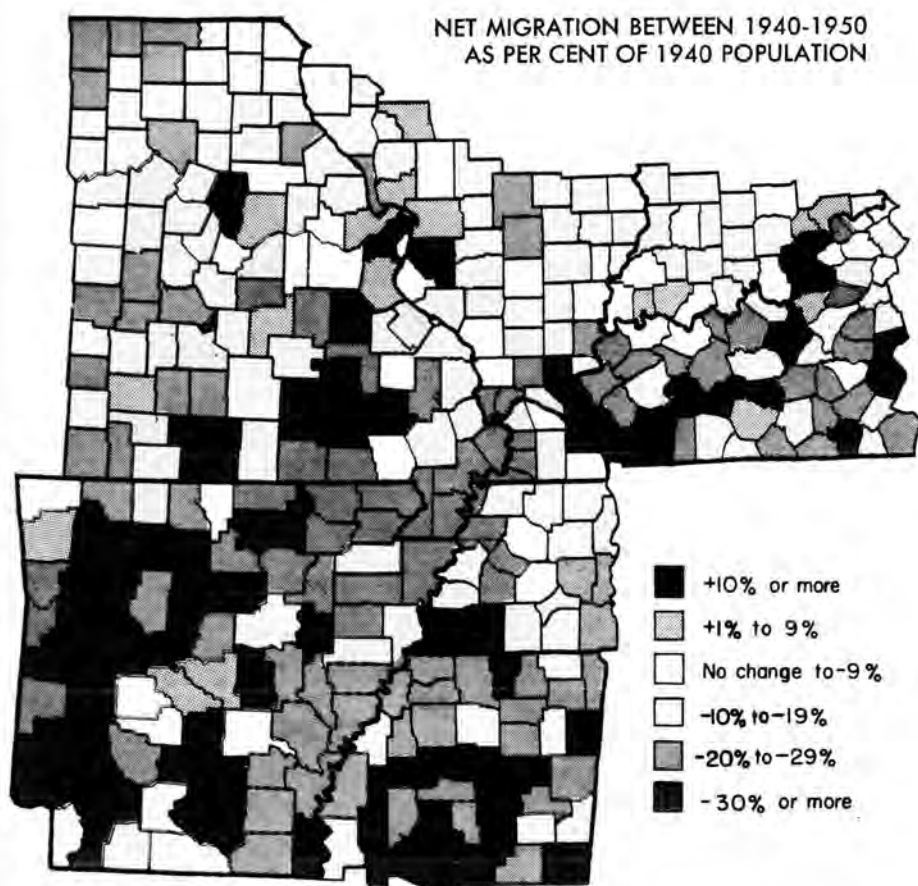 NET MIGRATION BETWEEN 1940-1950
AS PER CENT OF 1940 POPULATION
+10% or more
+1% to 9%
No change to -9%
-10% to -19%
-20% to -29%
-30% or more